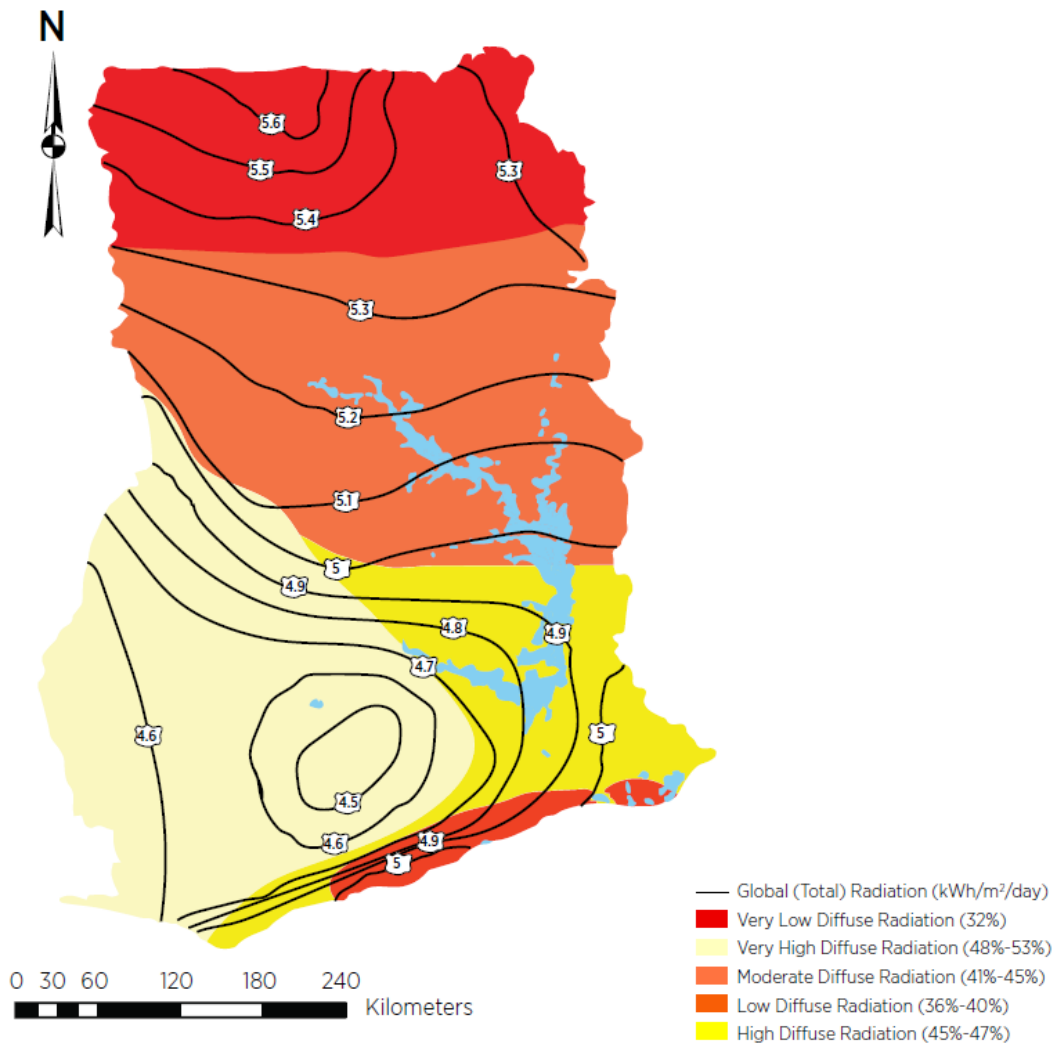 N
5.6
5.5
5.3
5.4
5.3
5.2
5.1
5
4.9
4.8
4.9
4.7
4.6
5
4.5
4.6
4.9
5
0 30 60 120 180 240
Kilometers
Global (Total) Radiation (kWh/m²/day)
Very Low Diffuse Radiation (32%)
Very High Diffuse Radiation (48%-53%)
Moderate Diffuse Radiation (41%-45%)
Low Diffuse Radiation (36%-40%)
High Diffuse Radiation (45%-47%)